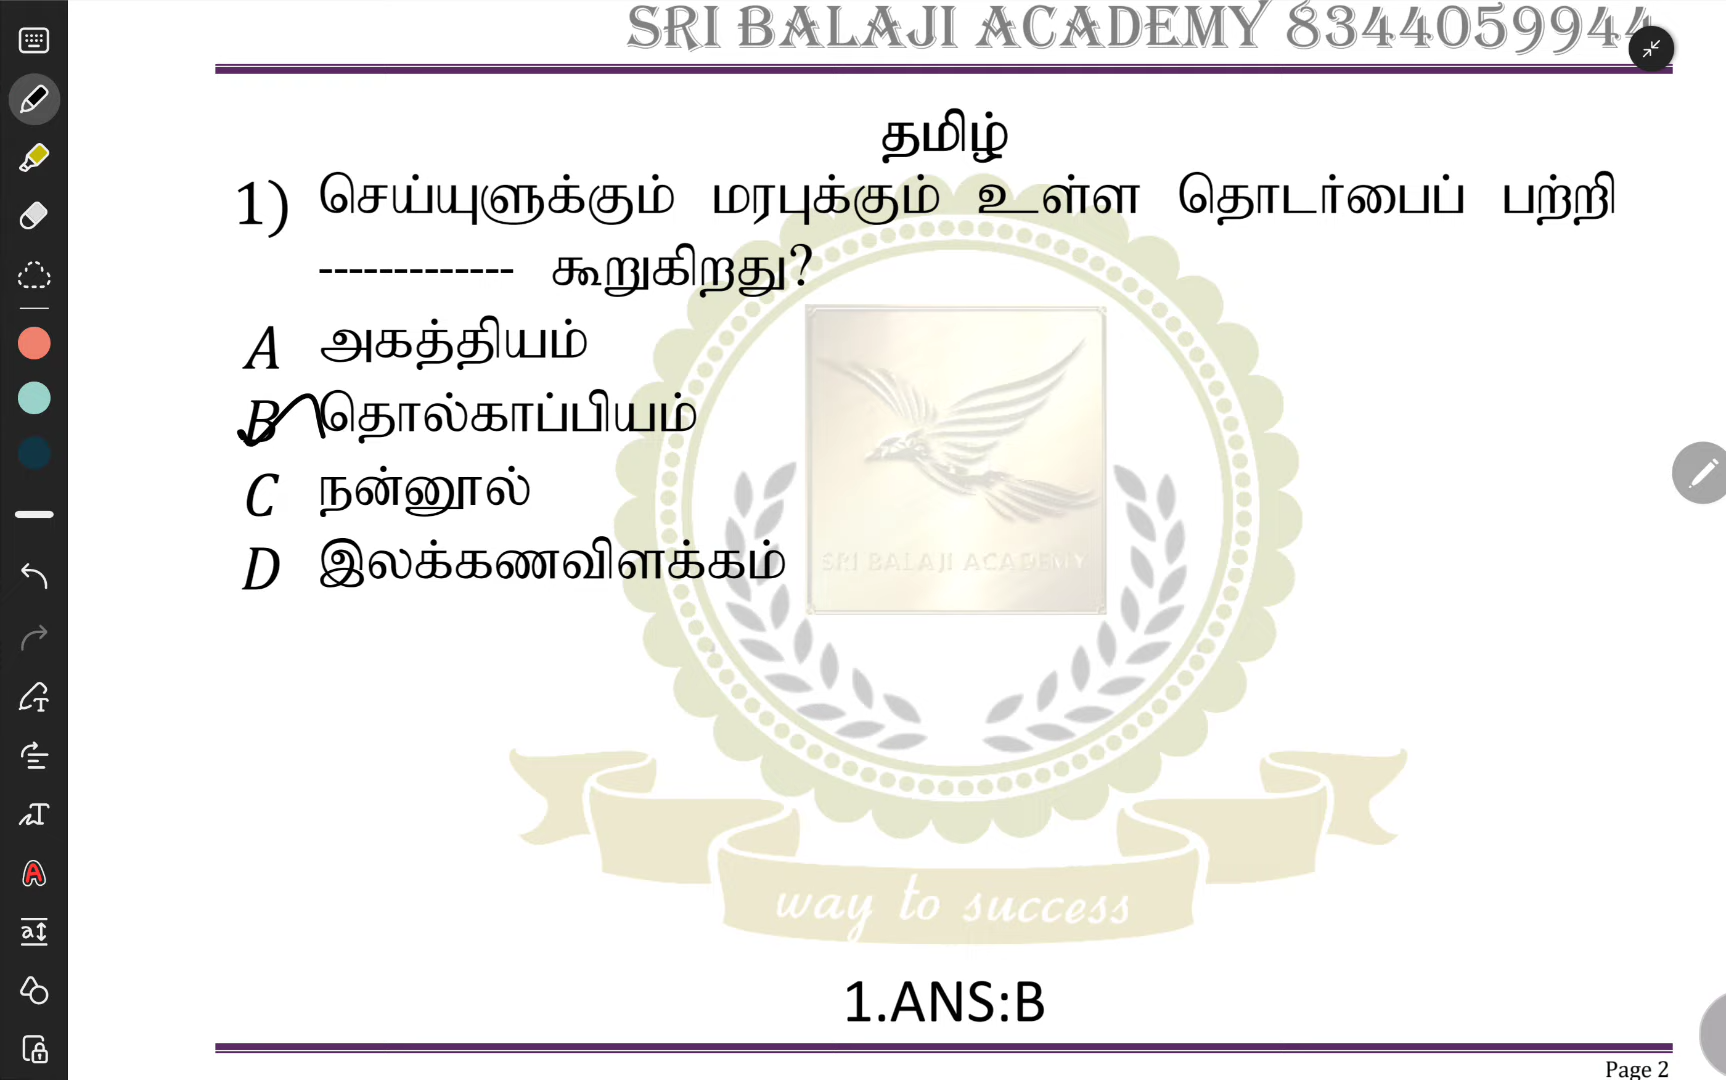 SRI BALAJI ACADEMY 8344059944
தமிழ்
1) செய்யுளுக்கும் மரபுக்கும் உள்ள தொடர்பைப் பற்றி
------------- கூறுகிறது?
A அகத்தியம்
B தொல்காப்பியம்
C நன்னூல்
D இலக்கணவிளக்கம்
SRI BALAJI ACADEMY
way to success
1.ANS:B
Page 2